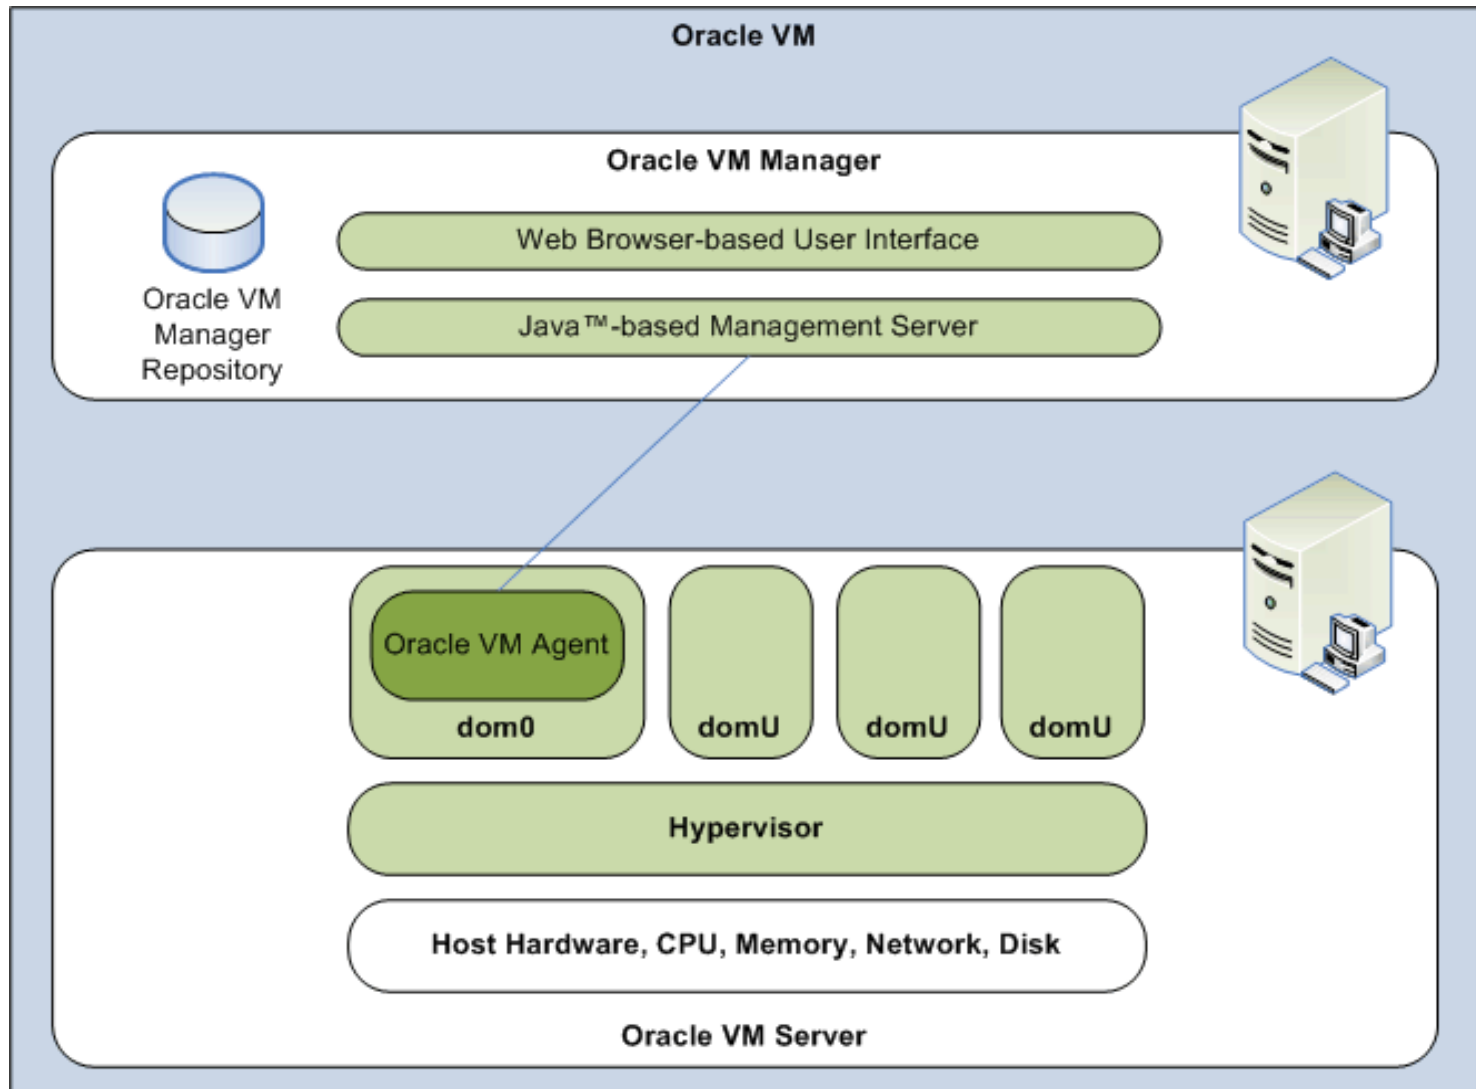 Oracle VM
Oracle VM Manager
Web Browser-based User Interface
Java™-based Management Server
Oracle VM
Manager
Repository
Oracle VM Agent
dom0
domU
domU
domU
Hypervisor
Host Hardware, CPU, Memory, Network, Disk
Oracle VM Server